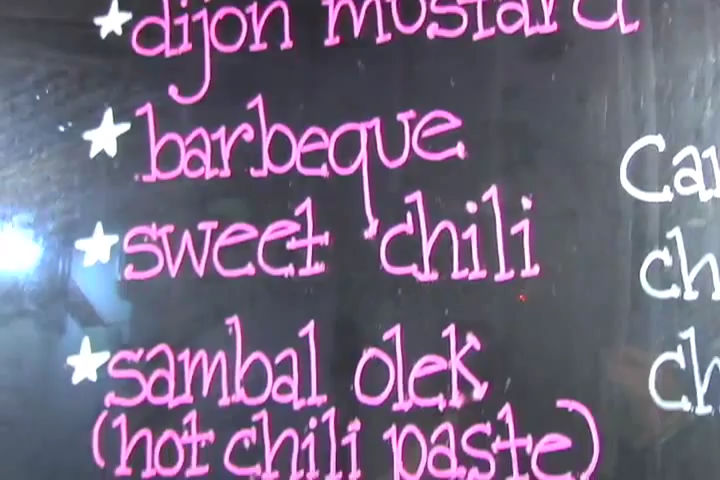 dijon mustard
barbeque
sweet chili
sambal olek
(hot chili paste)